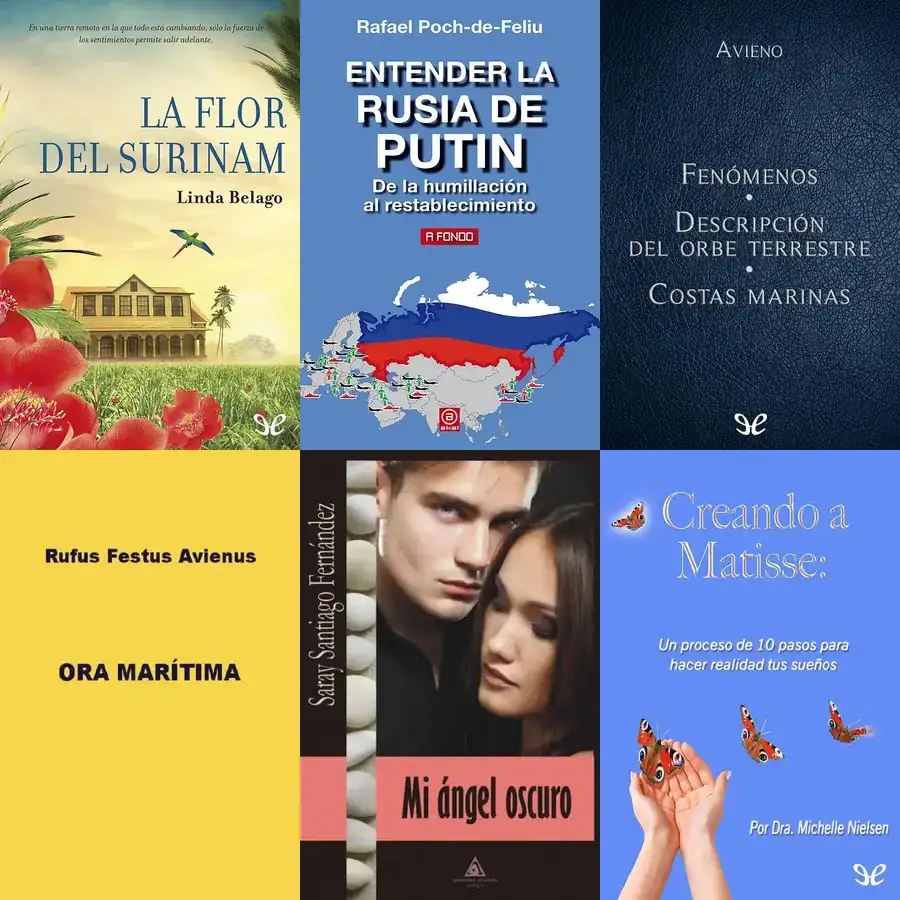 En una tierra remota en la que todo está cambiando, sólo la fuerza de
los sentimientos permite salir adelante.
LA FLOR
DEL SURINAM
Linda Belago
Rafael Poch-de-Feliu
ENTENDER LA
RUSIA DE
PUTIN
De la humillación
al restablecimiento
A FONDO
akal
AVIENO
FENÓMENOS
DESCRIPCIÓN
DEL ORBE TERRESTRE
COSTAS MARINAS
Rufus Festus Avienus
ORA MARÍTIMA
Saray Santiago Fernández
Mi ángel oscuro
Creando a
Matisse:
Un proceso de 10 pasos para
hacer realidad tus sueños
Por Dra. Michelle Nielsen